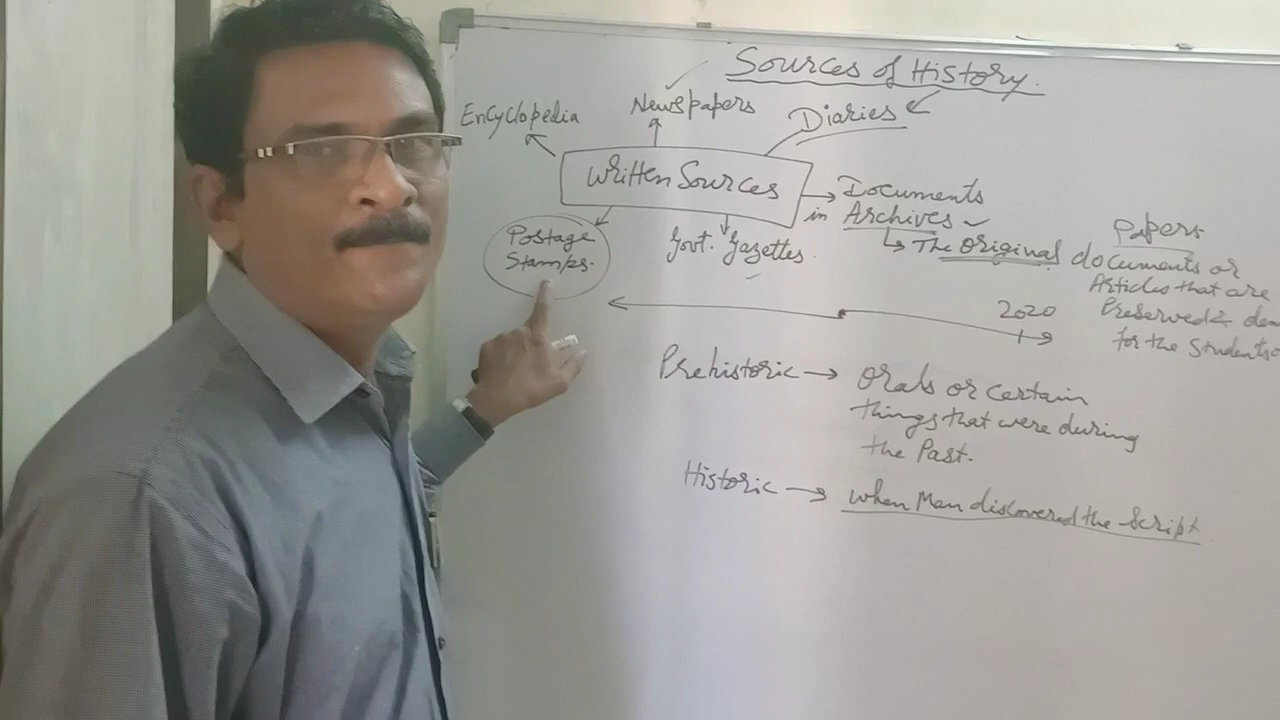 Sources of History.
Encyclopedia
Newspapers
Diaries
Written Sources
Documents
in Archives
Papers
The original documents or
Articles that are
Preserved & dem
for the Students
Postage
Stamps.
Govt. Gazettes.
2020
Prehistoric → Orals or certain
things that were during
the Past.
Historic → when Man discovered the Script